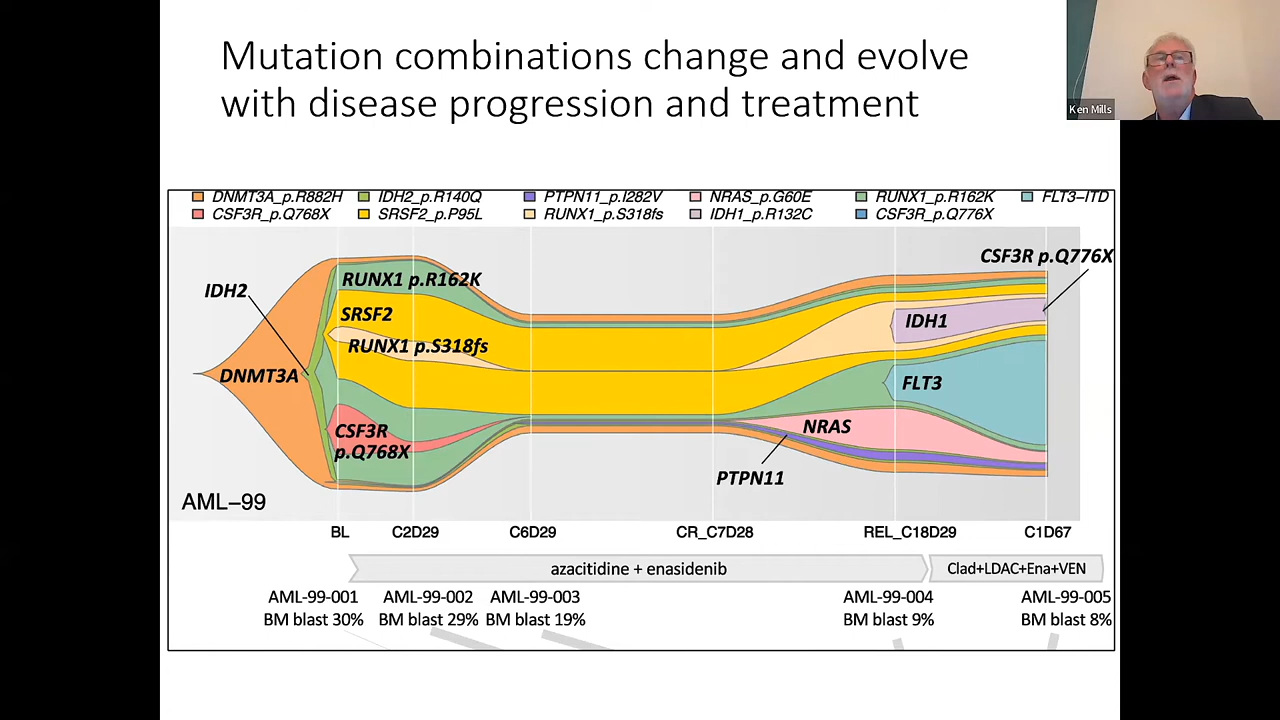 Mutation combinations change and evolve
with disease progression and treatment
Ken Mills
DNMT3A_p.R882H IDH2_p.R140Q PTPN11_p.I282V NRAS_p.G60E RUNX1_p.R162K FLT3-ITD
CSF3R_p.Q768X SRSF2_p.P95L RUNX1_p.S318fs IDH1_p.R132C CSF3R_p.Q776X
CSF3R p.Q776X
IDH2
RUNX1 p.R162K
SRSF2
IDH1
RUNX1 p.S318fs
DNMT3A
FLT3
CSF3R
p.Q768X
NRAS
PTPN11
AML-99
BL C2D29 C6D29 CR_C7D28 REL_C18D29 C1D67
azacitidine + enasidenib Clad+LDAC+Ena+VEN
AML-99-001 AML-99-002 AML-99-003 AML-99-004 AML-99-005
BM blast 30% BM blast 29% BM blast 19% BM blast 9% BM blast 8%